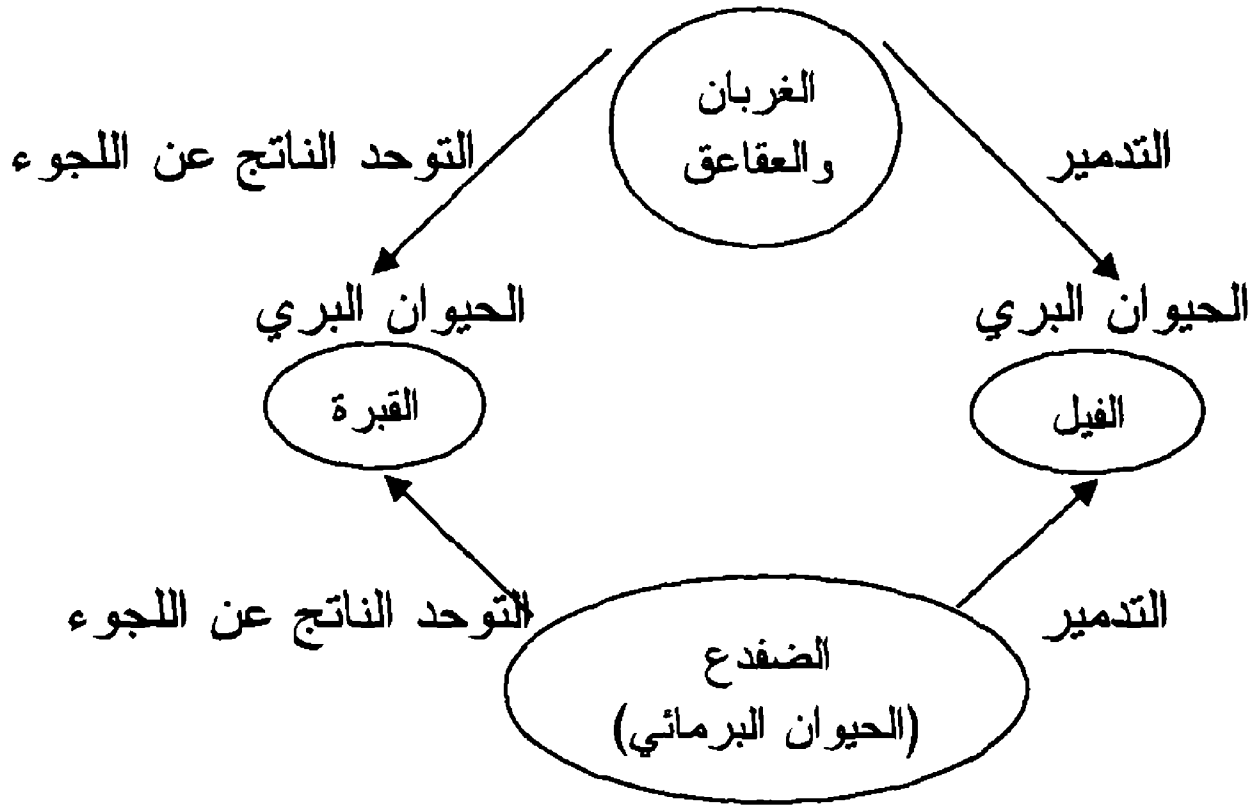 الغربان
والعقاعق
التدمير
التوحد الناتج عن اللجوء
الحيوان البري
الحيوان البري
الفيل
القبرة
التدمير
التوحد الناتج عن اللجوء
الضفدع
(الحيوان البرمائي)